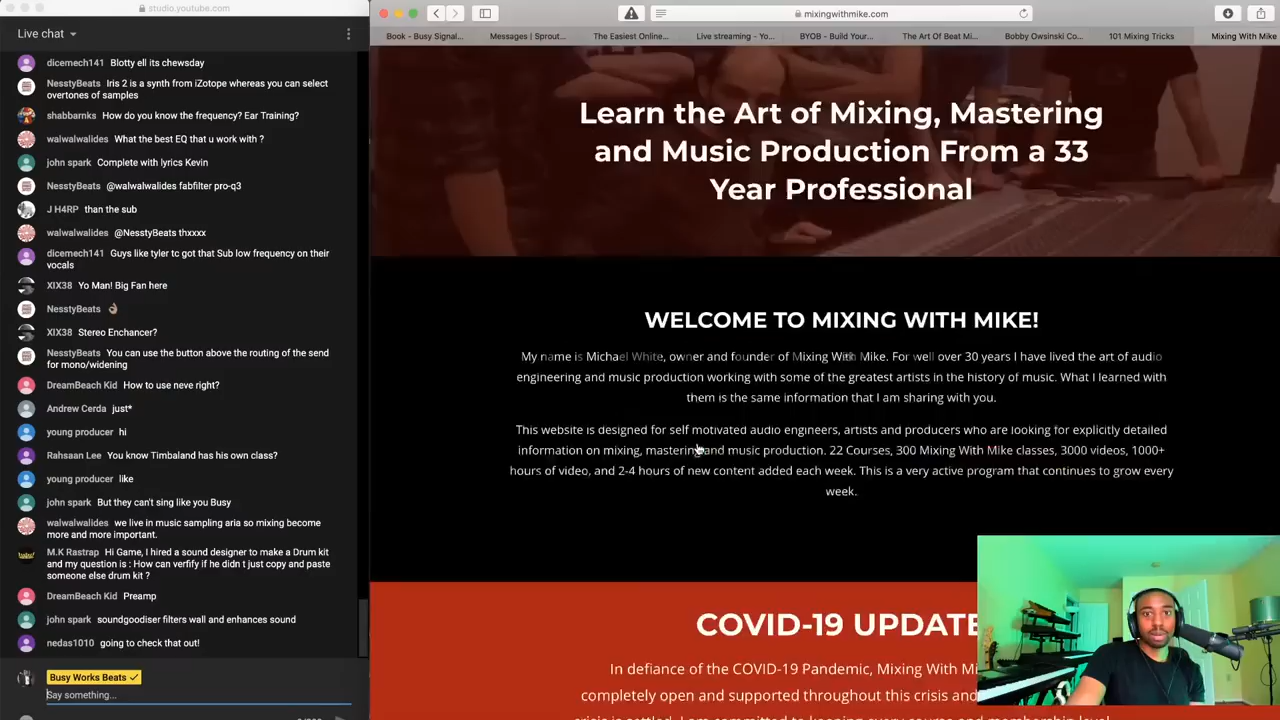 studio.youtube.com
Live chat
dicemech141 Blotty ell its chewsday
NesstyBeats Iris 2 is a synth from iZotope whereas you can select
overtones of samples
shabbarnks How do you know the frequency? Ear Training?
walwalwalides What the best EQ that u work with ?
john spark Complete with lyrics Kevin
NesstyBeats @walwalwalides fabfilter pro-q3
J H4RP than the sub
walwalwalides @NesstyBeats thxxxx
dicemech141 Guys like tyler tc got that Sub low frequency on their
vocals
XIX38 Yo Man! Big Fan here
NesstyBeats 👌🏽
XIX38 Stereo Enchancer?
NesstyBeats You can use the button above the routing of the send
for mono/widening
DreamBeach Kid How to use neve right?
Andrew Cerda just*
young producer hi
Rahsaan Lee You know Timbaland has his own class?
young producer like
john spark But they can't sing like you Busy
walwalwalides we live in music sampling aria so mixing become
more and more important.
M.K Rastrap Hi Game, I hired a sound designer to make a Drum kit
and my question is : How can verfify if he didn t just copy and paste
someone else drum kit ?
DreamBeach Kid Preamp
john spark soundgoodiser filters wall and enhances sound
nedas1010 going to check that out!
Busy Works Beats
Say something...
mixingwithmike.com
Book - Busy Signal...
Messages | Sprout...
The Easiest Online...
Live streaming - Yo...
BYOB - Build Your...
The Art Of Beat Mi...
Bobby Owsinski Co...
101 Mixing Tricks
Mixing With Mike
Learn the Art of Mixing, Mastering
and Music Production From a 33
Year Professional
WELCOME TO MIXING WITH MIKE!
My name is Michael White, owner and founder of Mixing With Mike. For well over 30 years I have lived the art of audio
engineering and music production working with some of the greatest artists in the history of music. What I learned with
them is the same information that I am sharing with you.
This website is designed for self motivated audio engineers, artists and producers who are looking for explicitly detailed
information on mixing, mastering and music production. 22 Courses, 300 Mixing With Mike classes, 3000 videos, 1000+
hours of video, and 2-4 hours of new content added each week. This is a very active program that continues to grow every
week.
COVID-19 UPDATE
In defiance of the COVID-19 Pandemic, Mixing With Mi
completely open and supported throughout this crisis and